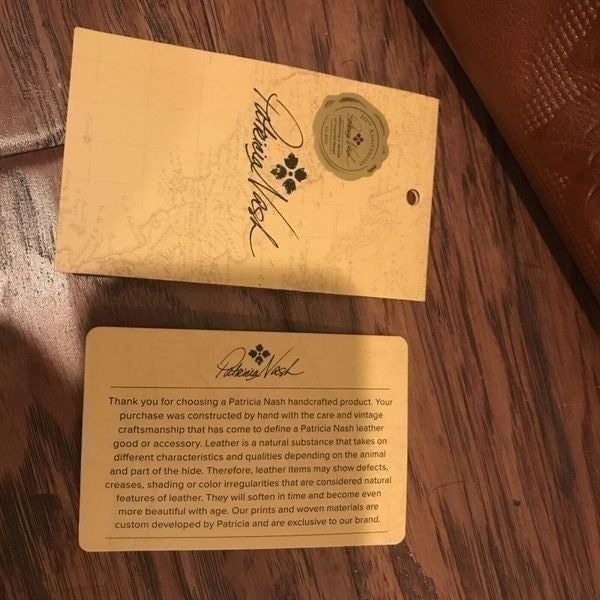 Patricia Nash
10TH ANNIVERSARY
Patricia Nash
Patricia Nash
Thank you for choosing a Patricia Nash handcrafted product. Your
purchase was constructed by hand with the care and vintage
craftsmanship that has come to define a Patricia Nash leather
good or accessory. Leather is a natural substance that takes on
different characteristics and qualities depending on the animal
and part of the hide. Therefore, leather items may show defects,
creases, shading or color irregularities that are considered natural
features of leather. They will soften in time and become even
more beautiful with age. Our prints and woven materials are
custom developed by Patricia and are exclusive to our brand.